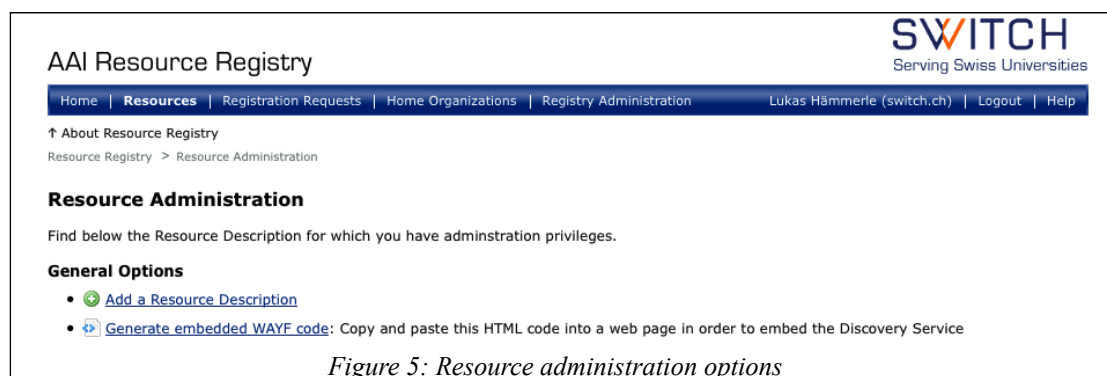 SWITCH
AAI Resource Registry
Serving Swiss Universities
Home | Resources | Registration Requests | Home Organizations | Registry Administration Lukas Hämmerle (switch.ch) | Logout | Help
↑ About Resource Registry
Resource Registry > Resource Administration
Resource Administration
Find below the Resource Description for which you have adminstration privileges.
General Options
• Add a Resource Description
• Generate embedded WAYF code: Copy and paste this HTML code into a web page in order to embed the Discovery Service
Figure 5: Resource administration options